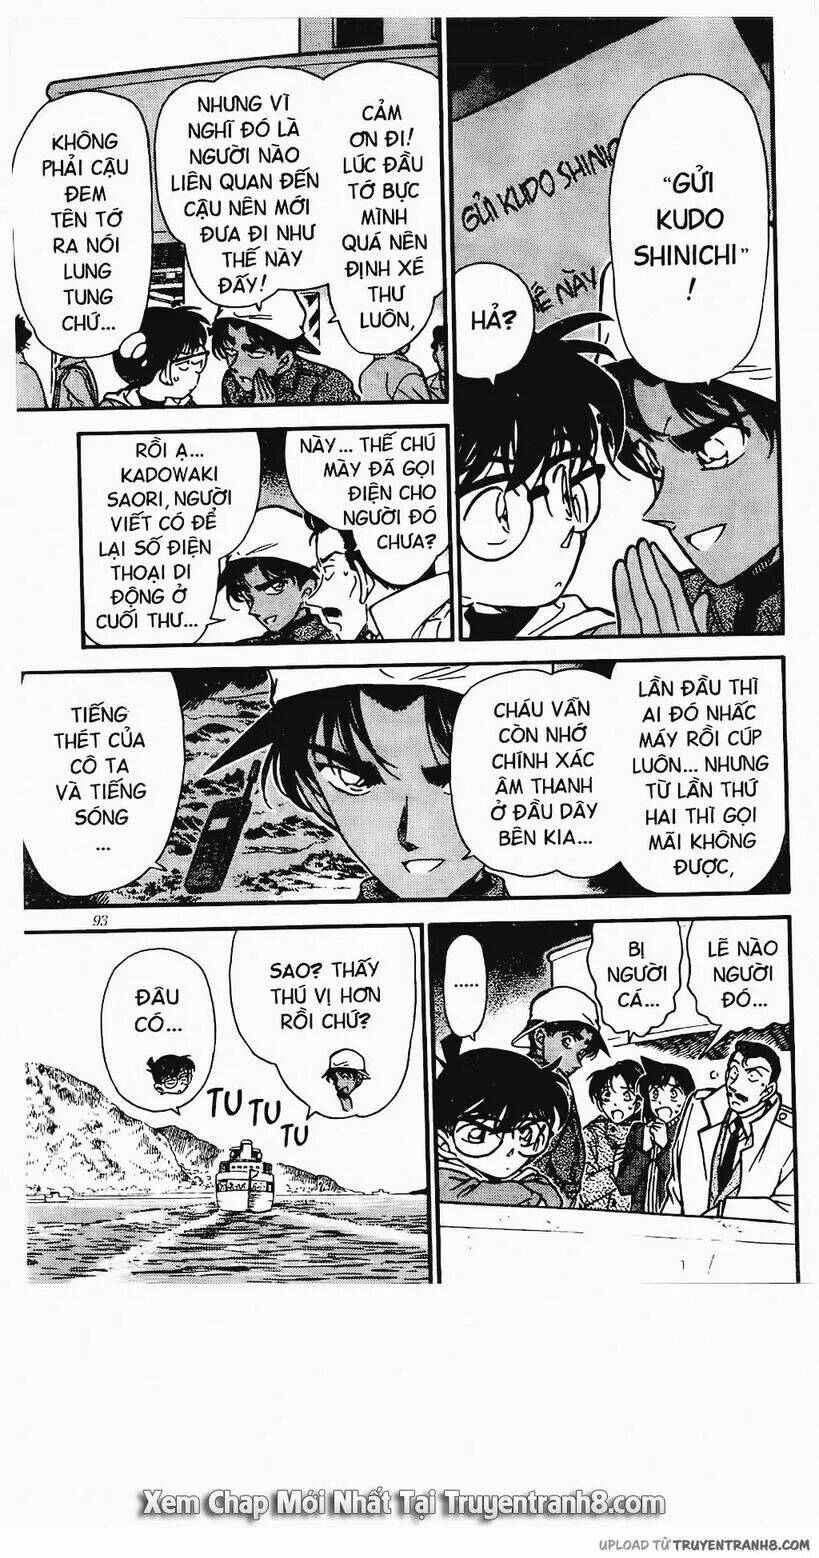 "GỬI
KUDO
SHINICHI"
!
GỬI KUDO SHINIC
NÀY
HẢ?
CẢM
ƠN ĐI!
LÚC ĐẦU
TỚ BỰC
MÌNH
QUÁ NÊN
ĐỊNH XÉ
THƯ
LUÔN,
NHƯNG VÌ
NGHĨ ĐÓ LÀ
NGƯỜI NÀO
LIÊN QUAN ĐẾN
CẬU NÊN MỚI
ĐƯA ĐI NHƯ
THẾ NÀY
ĐẤY!
KHÔNG
PHẢI CẬU
ĐEM
TÊN TỚ
RA NÓI
LUNG
TUNG
CHỨ...
NÀY... THẾ CHÚ
MÀY ĐÃ GỌI
ĐIỆN CHO
NGƯỜI ĐÓ
CHƯA?
RỒI Ạ...
KADOWAKI
SAORI, NGƯỜI
VIẾT CÓ ĐỂ
LẠI SỐ ĐIỆN
THOẠI DI
ĐỘNG Ở
CUỐI THƯ...
LẦN ĐẦU THÌ
AI ĐÓ NHẤC
MÁY RỒI CÚP
LUÔN... NHƯNG
TỪ LẦN THỨ
HAI THÌ GỌI
MÃI KHÔNG
ĐƯỢC,
CHÁU VẪN
CÒN NHỚ
CHÍNH XÁC
ÂM THANH
Ở ĐẦU DÂY
BÊN KIA...
TIẾNG
THÉT CỦA
CÔ TA
VÀ TIẾNG
SÓNG
...
93
LẼ NÀO
NGƯỜI
ĐÓ...
BỊ
NGƯỜI
CÁ...
.....
SAO? THẤY
THÚ VỊ HƠN
RỒI CHỨ?
ĐÂU
CÓ...
TU TU TU
Xem Chap Mới Nhất Tại Truyentranh8.com
UPLOAD TỪ TRUYENTRANH8.COM